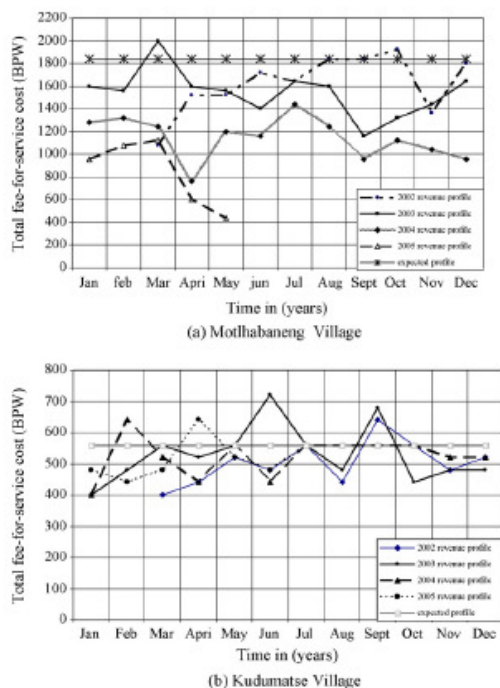 Total fee-for-service cost (BPW)
2200
2000
1800
1600
1400
1200
1000
800
600
400
200
0
2002 revenue profile
2003 revenue profile
2004 revenue profile
2005 revenue profile
expected profile
Jan feb Mar Apri May jun Jul Aug Sept Oct Nov Dec
Time in (years)
(a) Motlhabaneng Village
Total fee-for-service cost (BPW)
800
700
600
500
400
300
200
100
0
2002 revenue profile
2003 revenue profile
2004 revenue profile
2005 revenue profile
expected profile
Jan Feb Mar Apri May Jun Jul Aug Sept Oct Nov Dec
Time in (years)
(b) Kudumatse Village